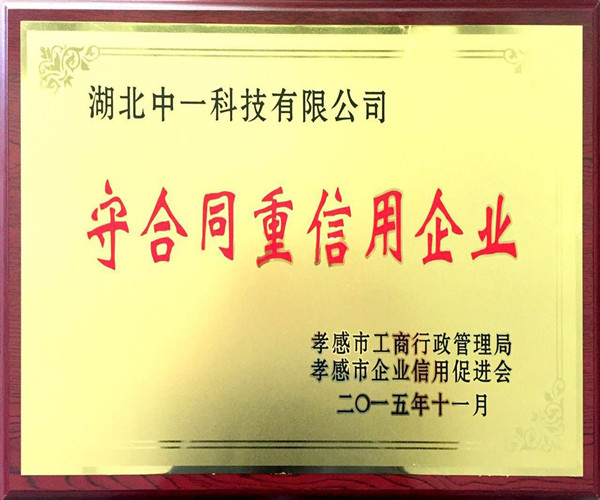 湖北中一科技有限公司
守合同重信用企业
孝感市工商行政管理局
孝感市企业信用促进会
二〇一五年十一月